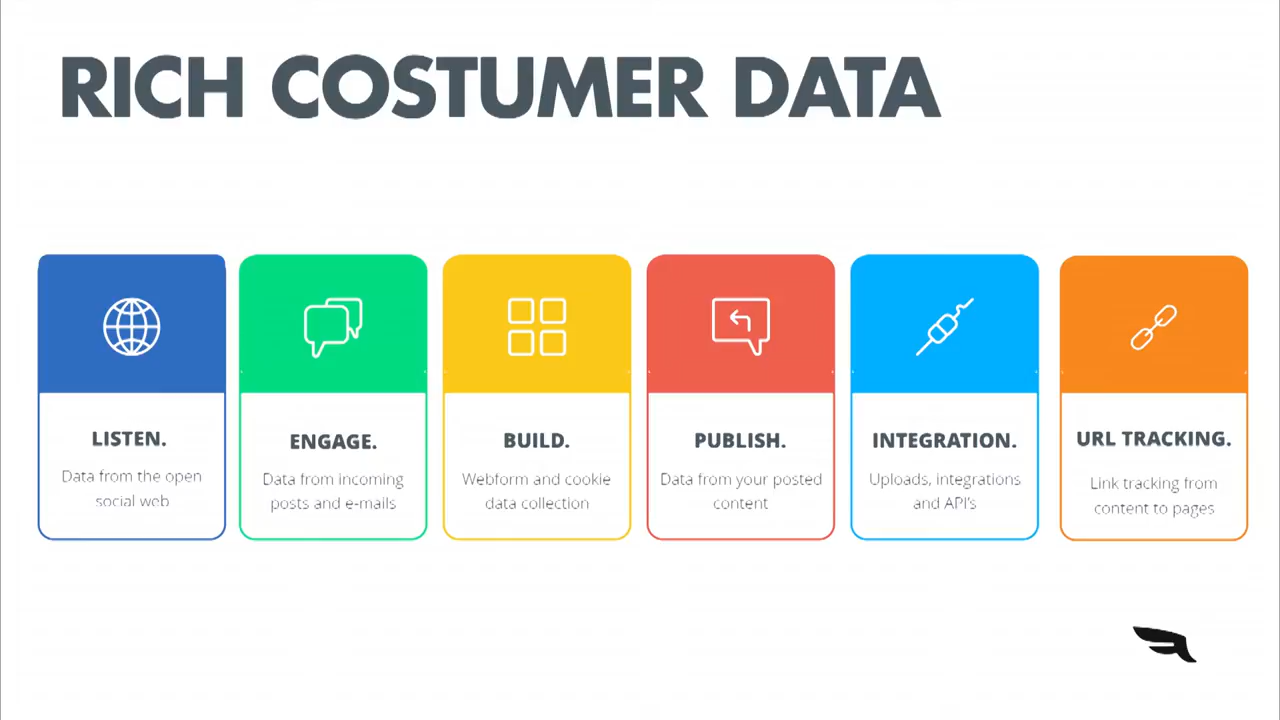 RICH COSTUMER DATA
LISTEN.
Data from the open
social web
ENGAGE.
Data from incoming
posts and e-mails
BUILD.
Webform and cookie
data collection
PUBLISH.
Data from your posted
content
INTEGRATION.
Uploads, integrations
and API's
URL TRACKING.
Link tracking from
content to pages